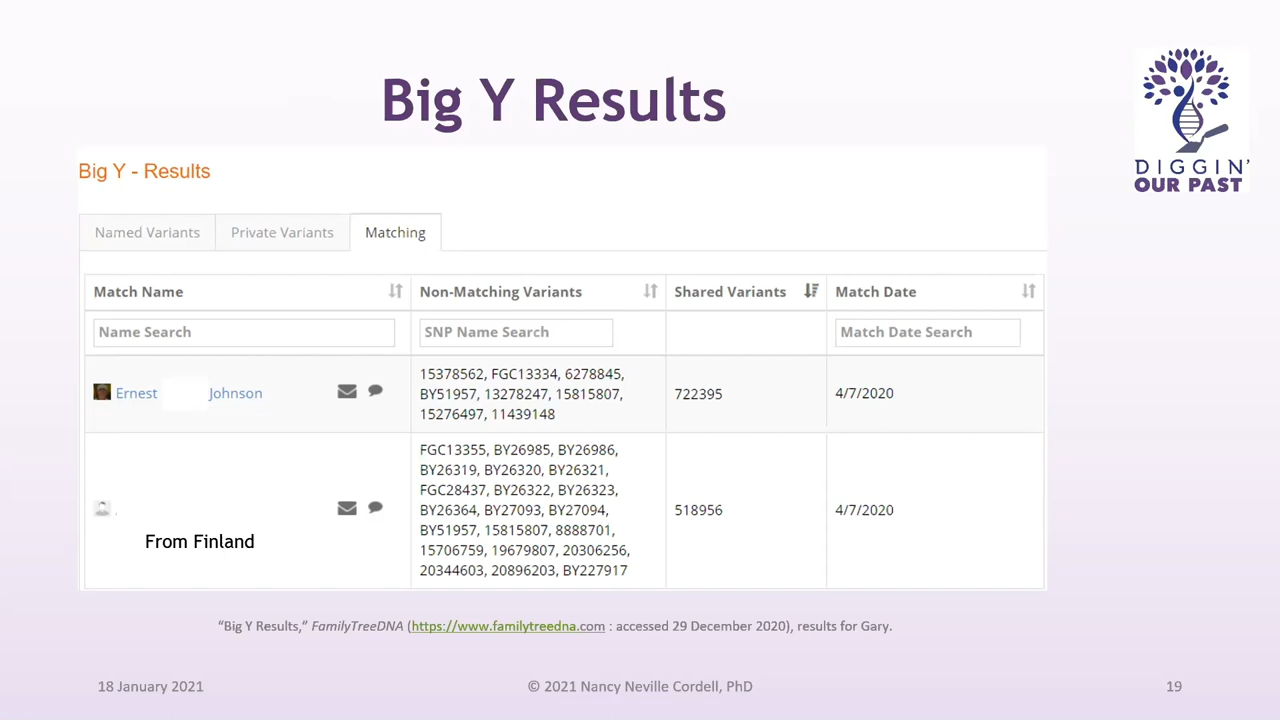 Big Y Results
DIGGIN'
OUR PAST
Big Y - Results
Named Variants
Private Variants
Matching
Match Name
Non-Matching Variants
Shared Variants
Match Date
Name Search
SNP Name Search
Match Date Search
Ernest Johnson
15378562, FGC13334, 6278845,
BY51957, 13278247, 15815807,
15276497, 11439148
722395
4/7/2020
From Finland
FGC13355, BY26985, BY26986,
BY26319, BY26320, BY26321,
FGC28437, BY26322, BY26323,
BY26364, BY27093, BY27094,
BY51957, 15815807, 8888701,
15706759, 19679807, 20306256,
20344603, 20896203, BY227917
518956
4/7/2020
“Big Y Results,” FamilyTreeDNA (https://www.familytreedna.com : accessed 29 December 2020), results for Gary.
18 January 2021
© 2021 Nancy Neville Cordell, PhD
19